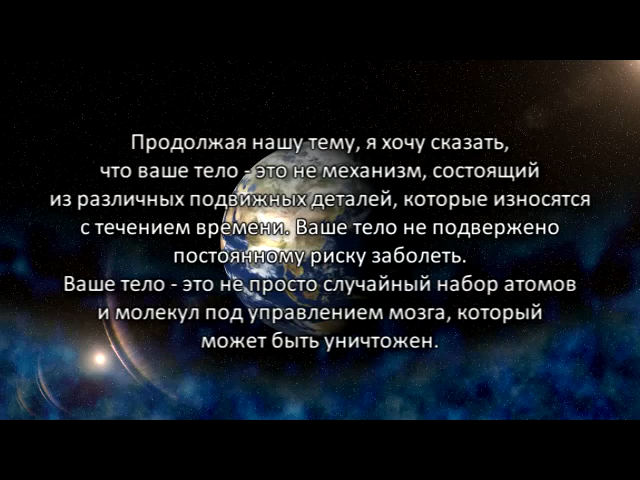 Продолжая нашу тему, я хочу сказать,
что ваше тело - это не механизм, состоящий
из различных подвижных деталей, которые износятся
с течением времени. Ваше тело не подвержено
постоянному риску заболеть.
Ваше тело - это не просто случайный набор атомов
и молекул под управлением мозга, который
может быть уничтожен.